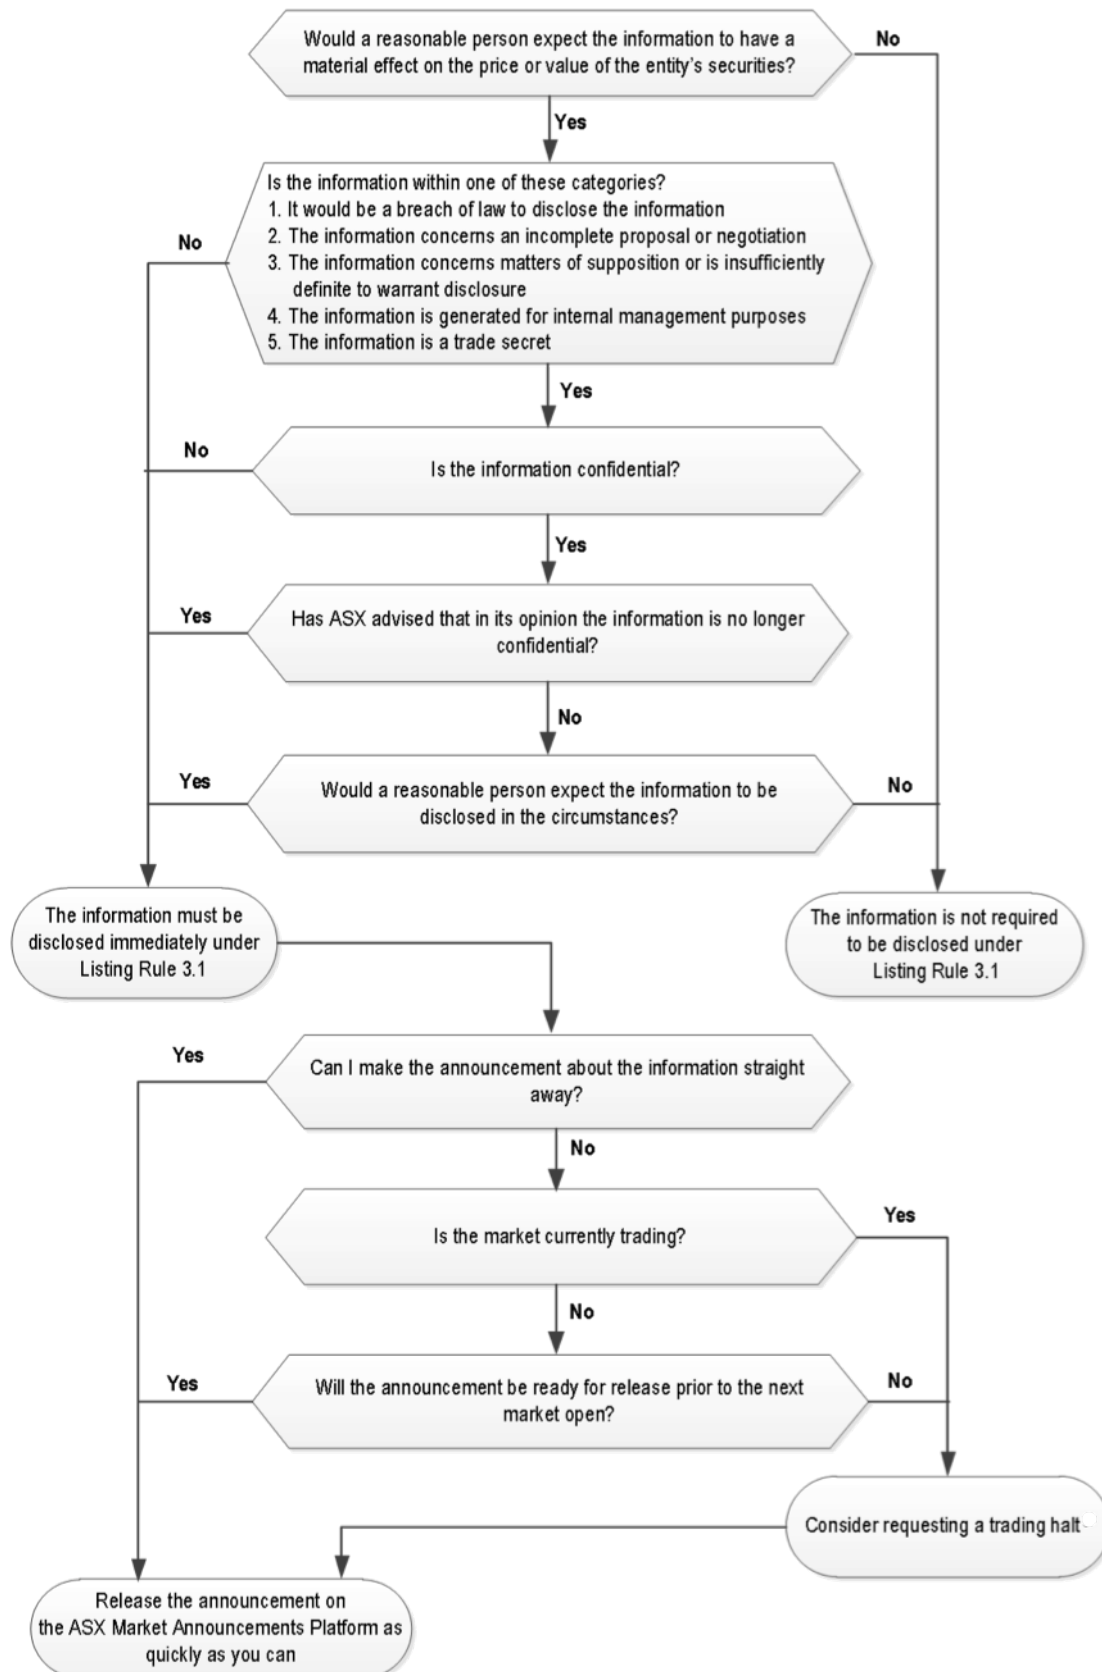 Would a reasonable person expect the information to have a
material effect on the price or value of the entity's securities?
No
Yes
Is the information within one of these categories?
1. It would be a breach of law to disclose the information
2. The information concerns an incomplete proposal or negotiation
3. The information concerns matters of supposition or is insufficiently
definite to warrant disclosure
4. The information is generated for internal management purposes
5. The information is a trade secret
No
Yes
Is the information confidential?
No
Yes
Has ASX advised that in its opinion the information is no longer
confidential?
Yes
No
Would a reasonable person expect the information to be
disclosed in the circumstances?
Yes
No
The information must be
disclosed immediately under
Listing Rule 3.1
The information is not required
to be disclosed under
Listing Rule 3.1
Can I make the announcement about the information straight
away?
Yes
No
Is the market currently trading?
Yes
No
Will the announcement be ready for release prior to the next
market open?
Yes
No
Consider requesting a trading halt
Release the announcement on
the ASX Market Announcements Platform as
quickly as you can